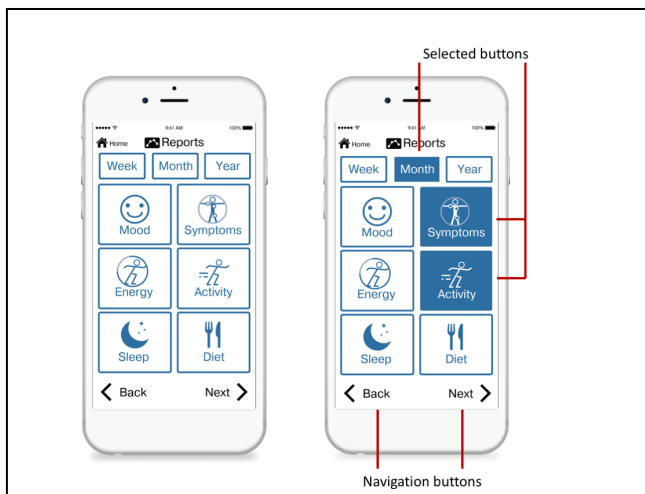 Selected buttons
9:41 AM 100%
Home Reports
Week Month Year
Mood Symptoms
Energy Activity
Sleep Diet
Back Next
9:41 AM 100%
Home Reports
Week Month Year
Mood Symptoms
Energy Activity
Sleep Diet
Back Next
Navigation buttons